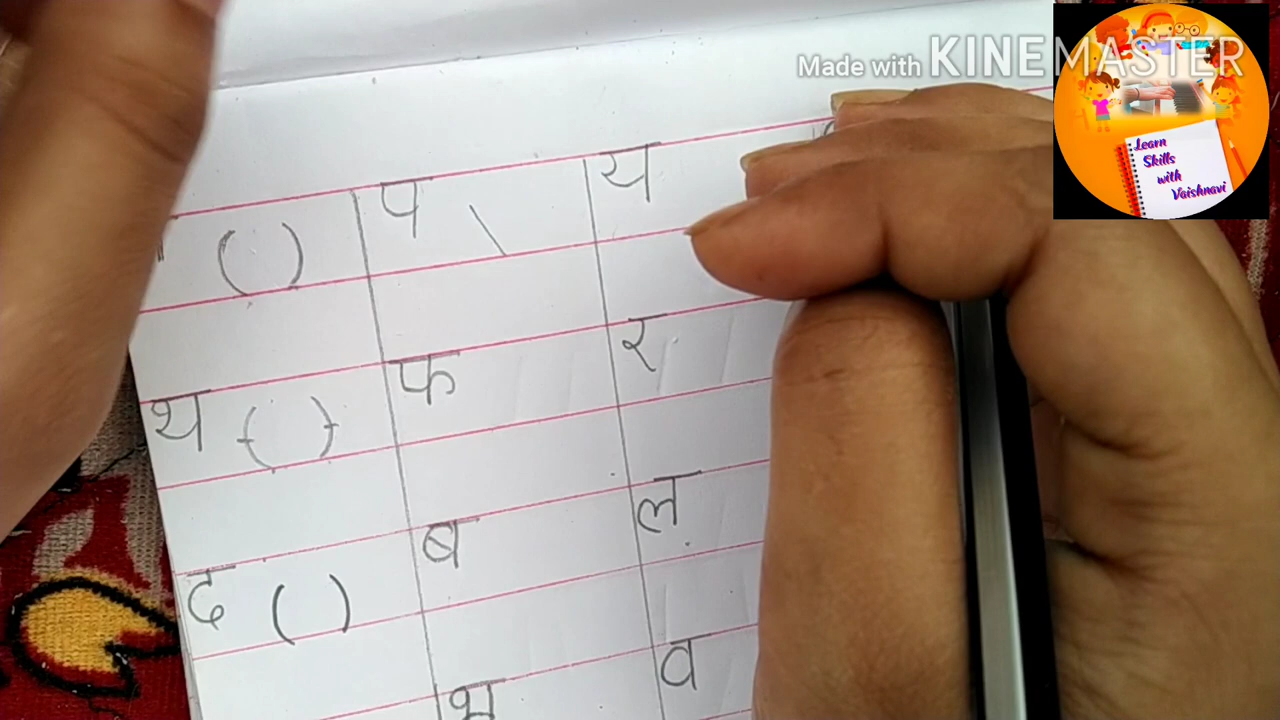 Made with KINEMASTER
Learn
Skills
with
Vaishnavi
( ) प \ य
थ ( ) फ र
द ( ) ब ल
भ व